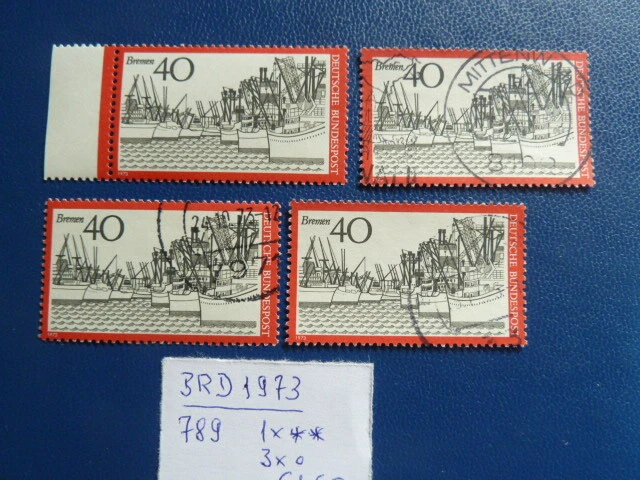 Bremen 40
DEUTSCHE BUNDESPOST
1973
Bremen 40
DEUTSCHE BUNDESPOST
MITTENW
Bremen 40
DEUTSCHE BUNDESPOST
Bremen 40
DEUTSCHE BUNDESPOST
1973
BRD 1973
789 1x **
3x o